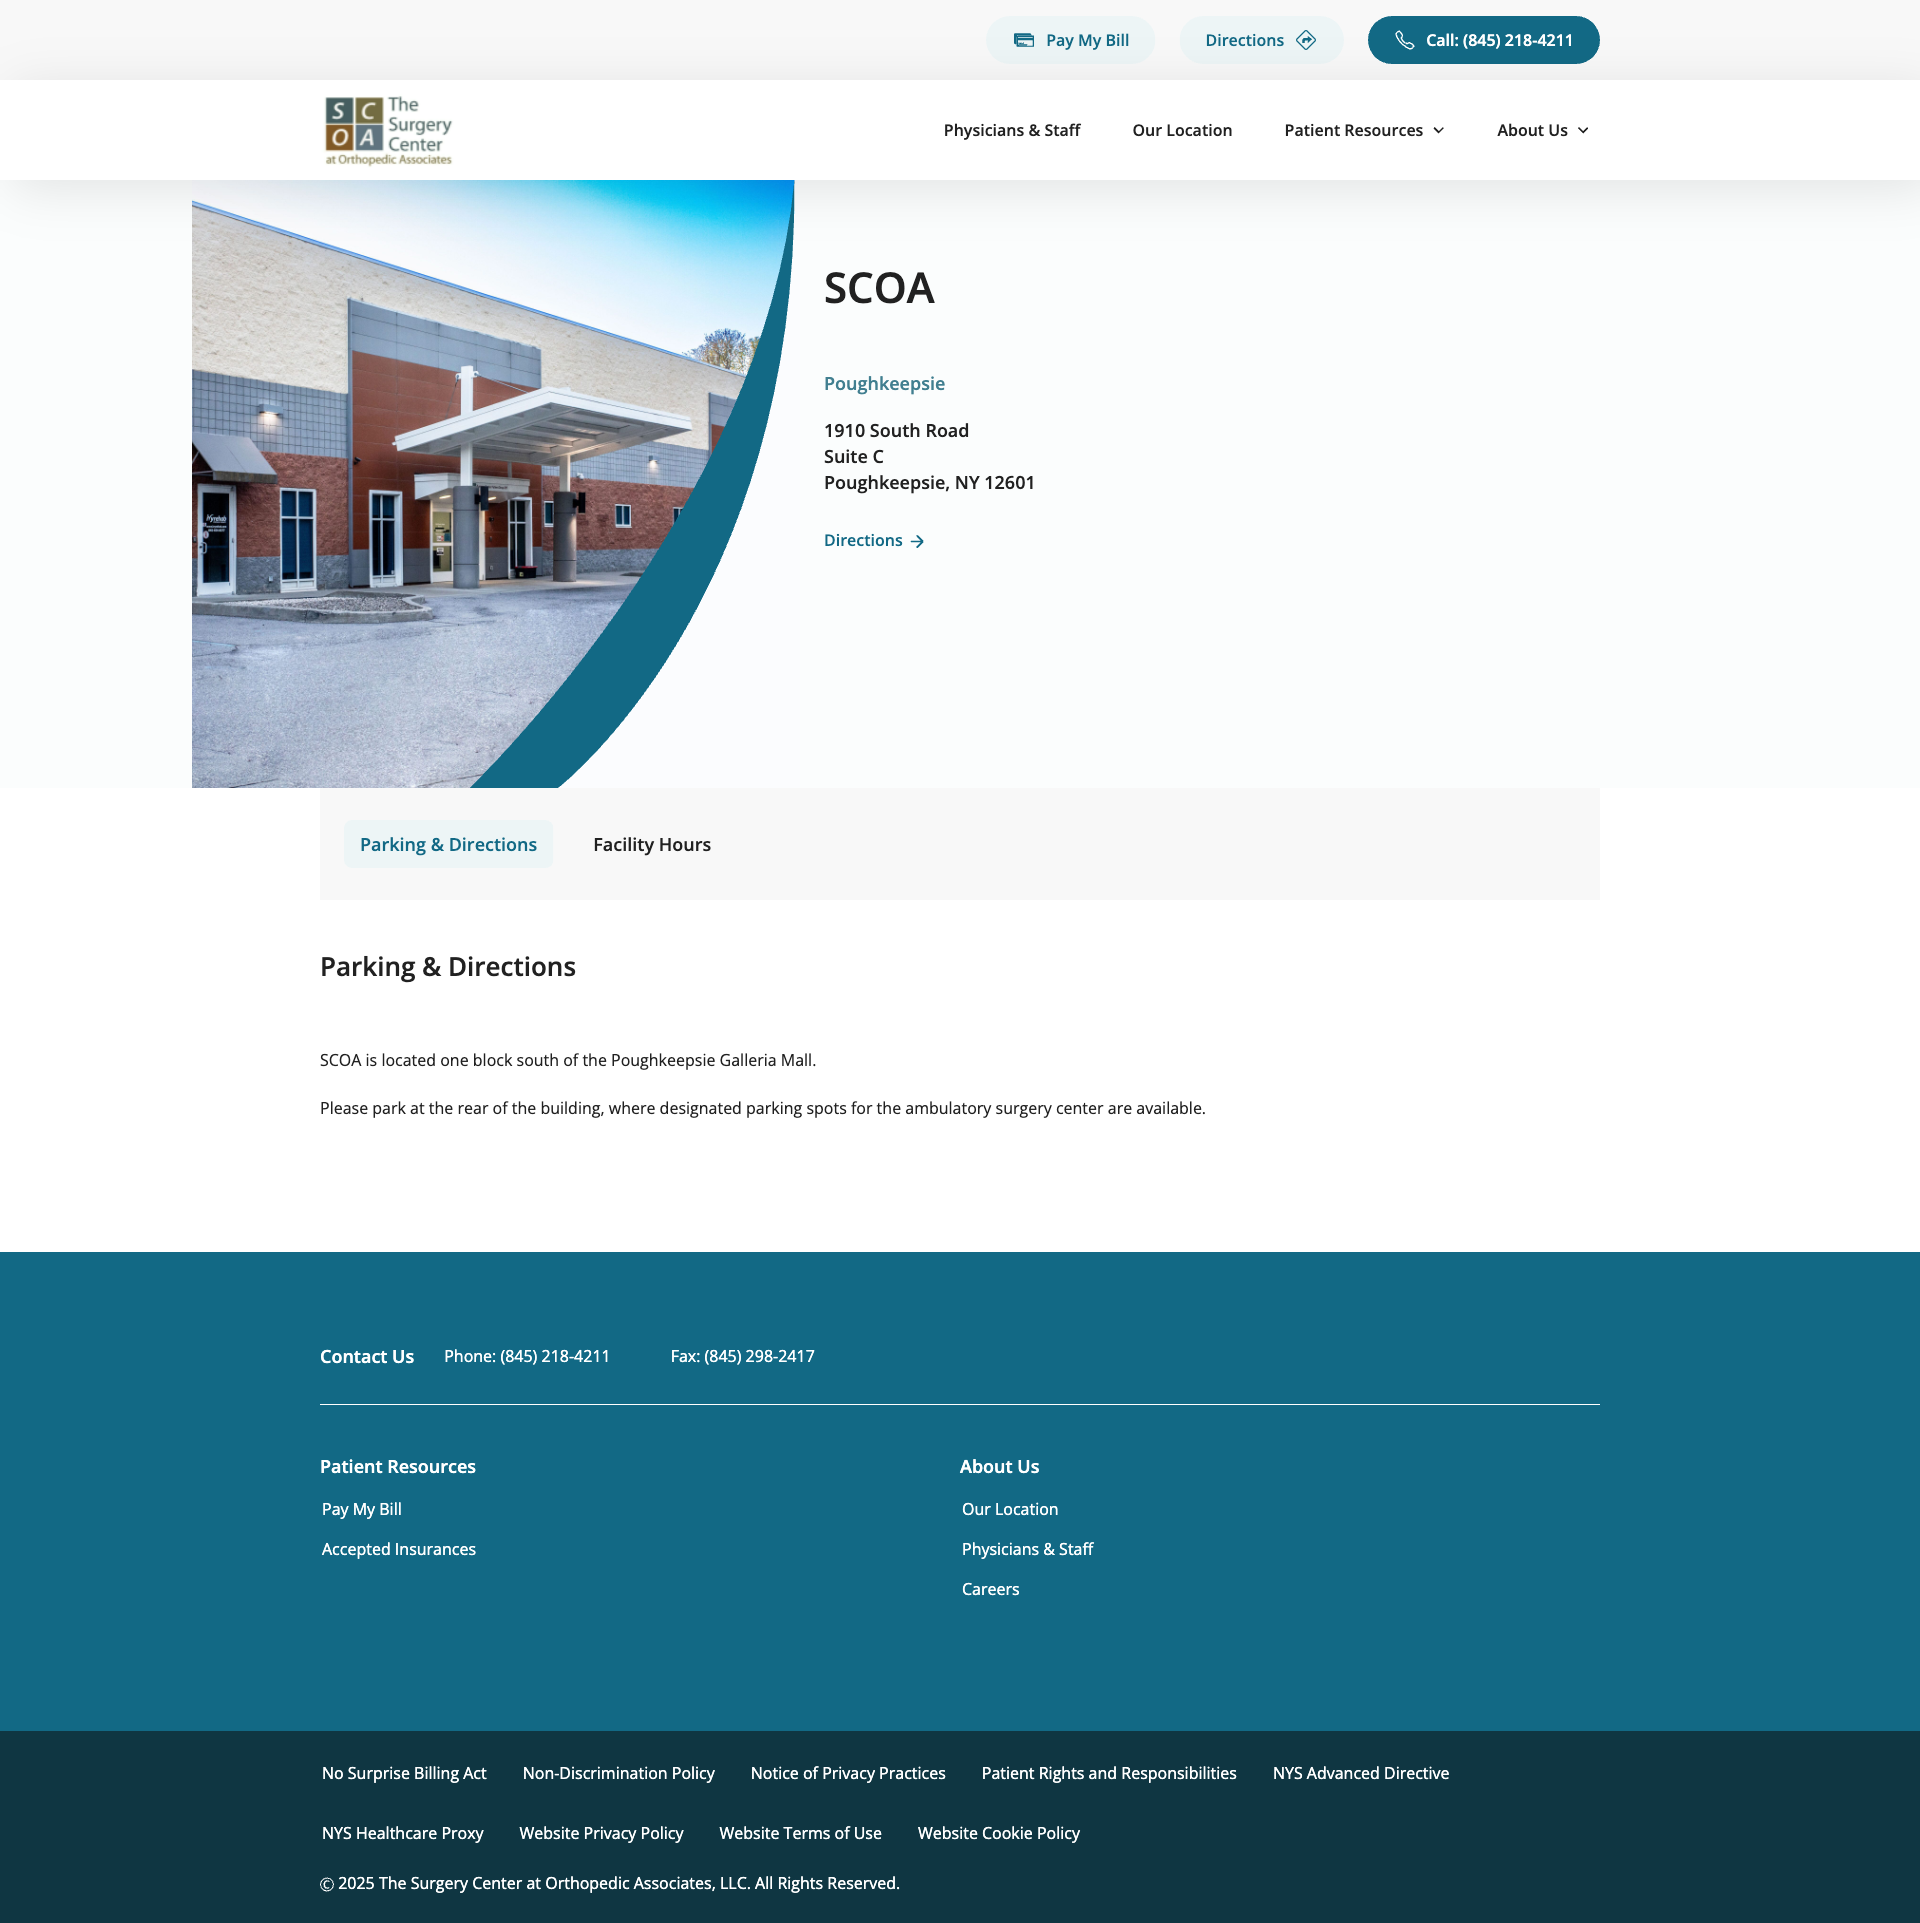 Pay My Bill
Directions
Call: (845) 218-4211
SCOA
The
Surgery
Center
at Orthopedic Associates
Physicians & Staff
Our Location
Patient Resources
About Us
SCOA
Poughkeepsie
1910 South Road
Suite C
Poughkeepsie, NY 12601
Directions
Parking & Directions
Facility Hours
Parking & Directions
SCOA is located one block south of the Poughkeepsie Galleria Mall.
Please park at the rear of the building, where designated parking spots for the ambulatory surgery center are available.
Contact Us
Phone: (845) 218-4211
Fax: (845) 298-2417
Patient Resources
Pay My Bill
Accepted Insurances
About Us
Our Location
Physicians & Staff
Careers
No Surprise Billing Act
Non-Discrimination Policy
Notice of Privacy Practices
Patient Rights and Responsibilities
NYS Advanced Directive
NYS Healthcare Proxy
Website Privacy Policy
Website Terms of Use
Website Cookie Policy
© 2025 The Surgery Center at Orthopedic Associates, LLC. All Rights Reserved.